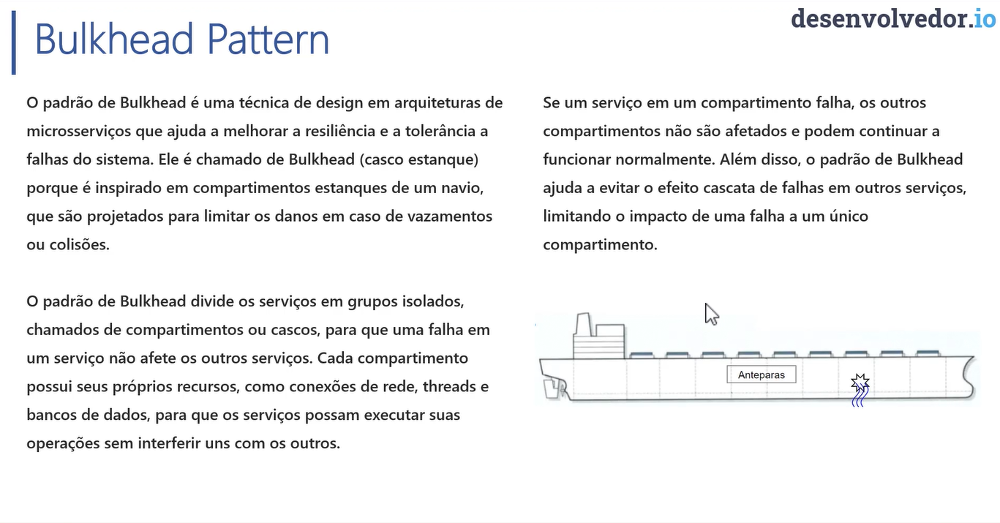 desenvolvedor.io
Bulkhead Pattern
O padrão de Bulkhead é uma técnica de design em arquiteturas de
microsserviços que ajuda a melhorar a resiliência e a tolerância a
falhas do sistema. Ele é chamado de Bulkhead (casco estanque)
porque é inspirado em compartimentos estanques de um navio,
que são projetados para limitar os danos em caso de vazamentos
ou colisões.
O padrão de Bulkhead divide os serviços em grupos isolados,
chamados de compartimentos ou cascos, para que uma falha em
um serviço não afete os outros serviços. Cada compartimento
possui seus próprios recursos, como conexões de rede, threads e
bancos de dados, para que os serviços possam executar suas
operações sem interferir uns com os outros.
Se um serviço em um compartimento falha, os outros
compartimentos não são afetados e podem continuar a
funcionar normalmente. Além disso, o padrão de Bulkhead
ajuda a evitar o efeito cascata de falhas em outros serviços,
limitando o impacto de uma falha a um único
compartimento.
Anteparas